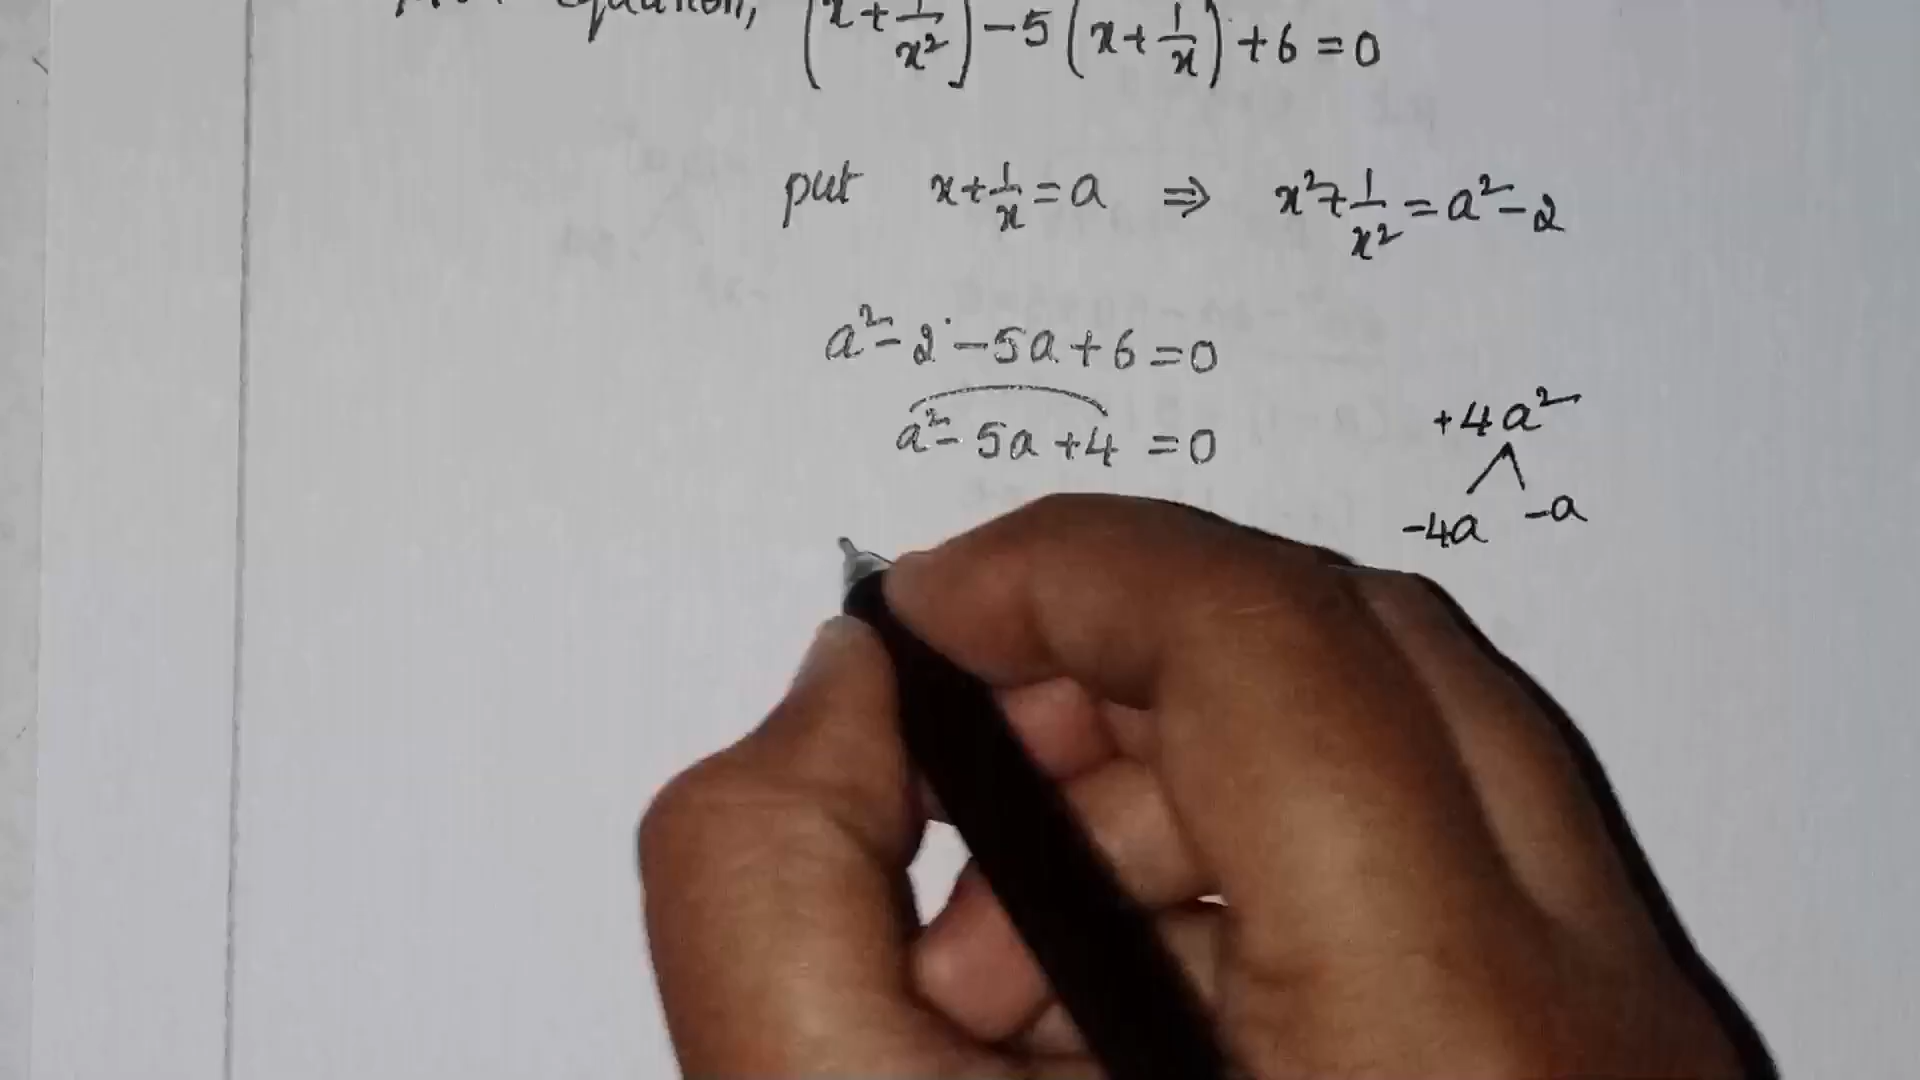 equation, (x + 1/x²) - 5(x + 1/x) + 6 = 0
put x + 1/x = a ⇒ x² + 1/x² = a² - 2
a² - 2 - 5a + 6 = 0
a² - 5a + 4 = 0
+4a²
-4a -a